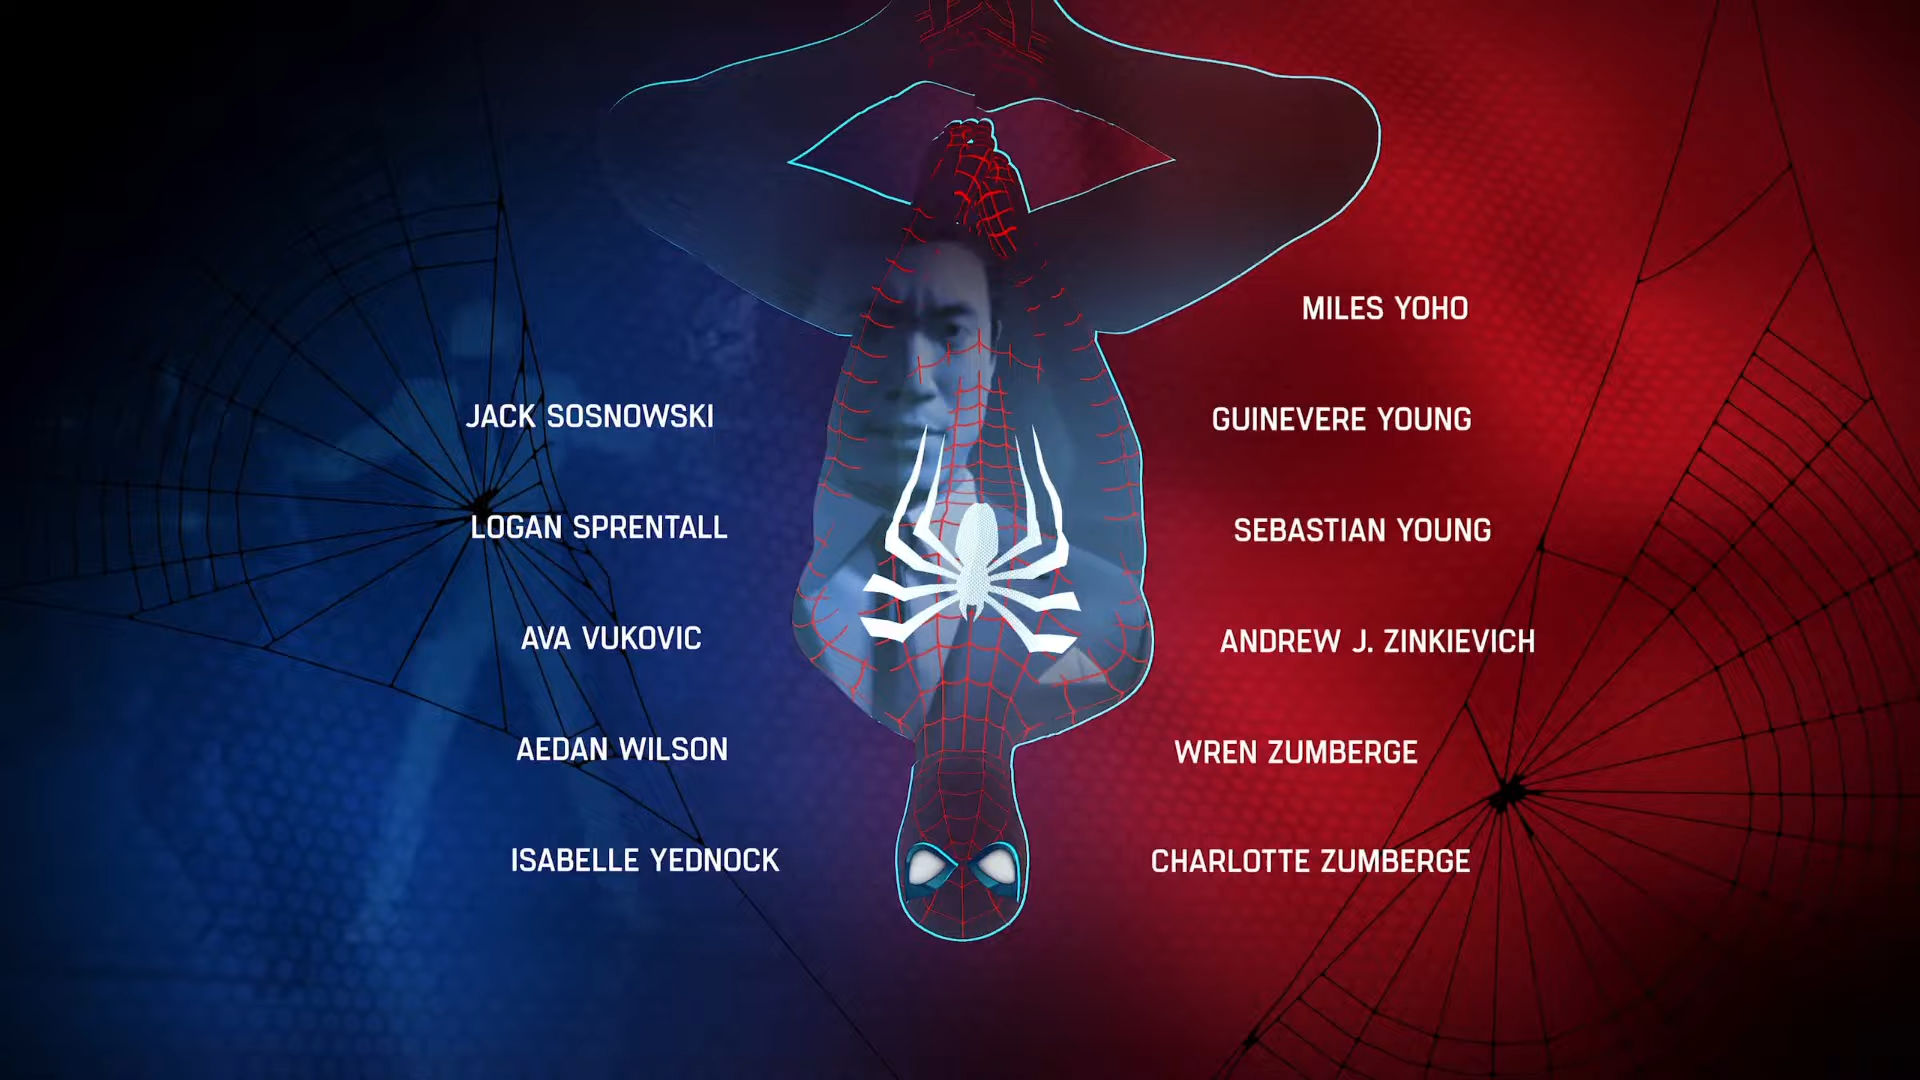 JACK SOSNOWSKI
LOGAN SPRENTALL
AVA VUKOVIC
AEDAN WILSON
ISABELLE YEDNOCK
MILES YOHO
GUINEVERE YOUNG
SEBASTIAN YOUNG
ANDREW J. ZINKIEVICH
WREN ZUMBERGE
CHARLOTTE ZUMBERGE